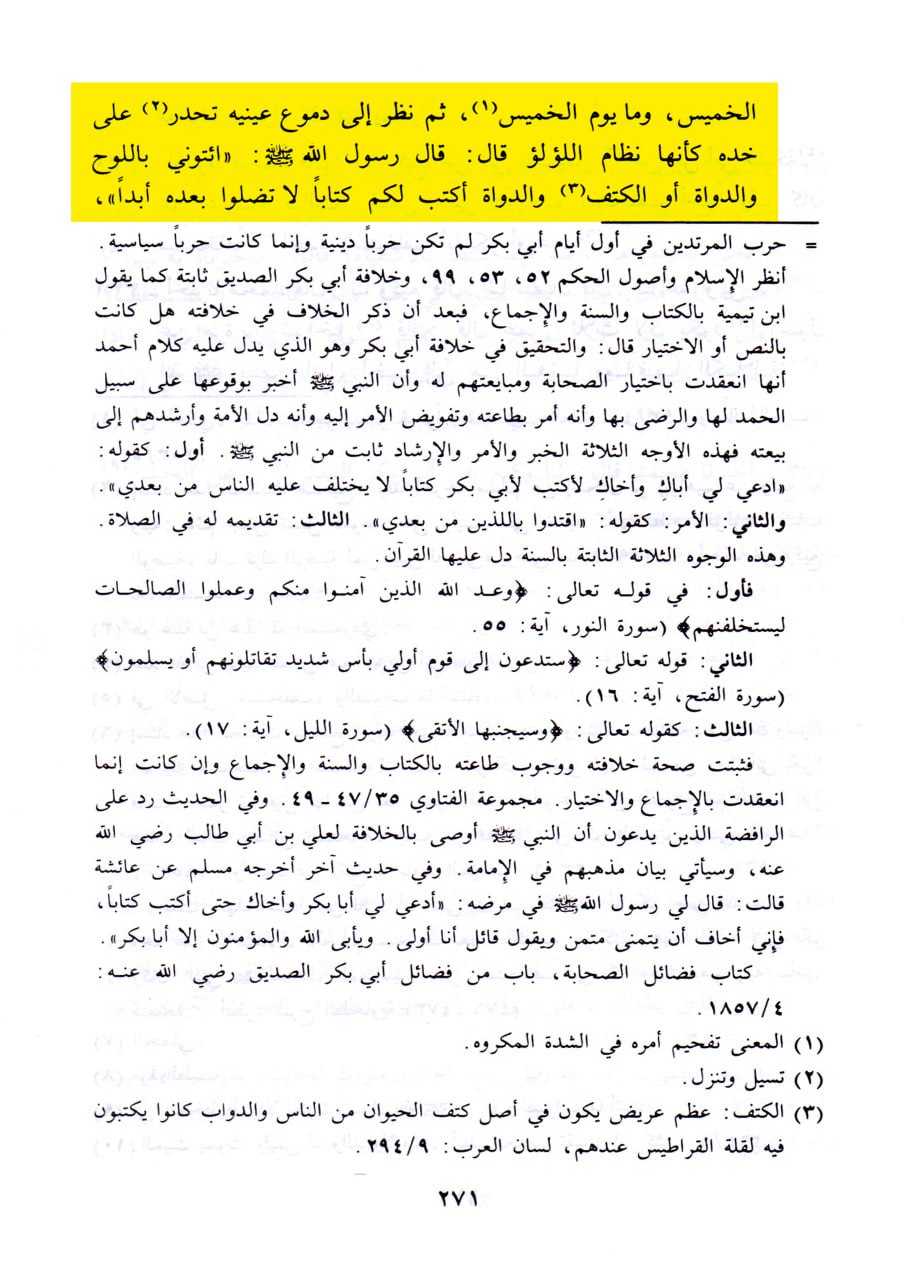 الخميس، وما يوم الخميس(١)، ثم نظر إلى دموع عينيه تحدر(٢) على
خده كأنها نظام اللؤلؤ قال: قال رسول الله ﷺ: «ائتوني باللوح
والدواة أو الكتف(٣) والدواة أكتب لكم كتاباً لا تضلوا بعده أبداً»،
= حرب المرتدين في أول أيام أبي بكر لم تكن حرباً دينية وإنما كانت حرباً سياسية.
أنظر الإسلام وأصول الحكم ٥٢، ٥٣، ٩٩، وخلافة أبي بكر الصديق ثابتة كما يقول
ابن تيمية بالكتاب والسنة والإجماع، فبعد أن ذكر الخلاف في خلافته هل كانت
بالنص أو الاختيار قال: والتحقيق في خلافة أبي بكر وهو الذي يدل عليه كلام أحمد
أنها انعقدت باختيار الصحابة ومبايعتهم له وأن النبي ﷺ أخبر بوقوعها على سبيل
الحمد لها والرضى بها وأنه أمر بطاعته وتفويض الأمر إليه وأنه دل الأمة وأرشدهم إلى
بيعته فهذه الأوجه الثلاثة الخبر والأمر والإرشاد ثابت من النبي ﷺ. أول: كقوله:
«ادعي لي أباكِ وأخاكِ لأكتب لأبي بكر كتاباً لا يختلف عليه الناس من بعدي».
والثاني: الأمر: كقوله: «اقتدوا باللذين من بعدي». الثالث: تقديمه له في الصلاة.
وهذه الوجوه الثلاثة الثابتة بالسنة دل عليها القرآن.
فأول: في قوله تعالى: ﴿وعد الله الذين آمنوا منكم وعملوا الصالحات
ليستخلفنهم﴾ (سورة النور، آية: ٥٥.
الثاني: قوله تعالى: ﴿ستدعون إلى قوم أولي بأس شديد تقاتلونهم أو يسلمون﴾
(سورة الفتح، آية: ١٦).
الثالث: كقوله تعالى: ﴿وسيجنبها الأتقى﴾ (سورة الليل، آية: ١٧).
فثبتت صحة خلافته ووجوب طاعته بالكتاب والسنة والإجماع وإن كانت إنما
انعقدت بالإجماع والاختيار. مجموعة الفتاوي ٣٥/٤٧ - ٤٩. وفي الحديث رد على
الرافضة الذين يدعون أن النبي ﷺ أوصى بالخلافة لعلي بن أبي طالب رضي الله
عنه، وسيأتي بيان مذهبهم في الإمامة. وفي حديث آخر أخرجه مسلم عن عائشة
قالت: قال لي رسول الله ﷺ في مرضه: «أدعي لي أبا بكر وأخاك حتى أكتب كتاباً،
فإني أخاف أن يتمنى متمن ويقول قائل أنا أولى. ويأبى الله والمؤمنون إلا أبا بكر».
كتاب فضائل الصحابة، باب من فضائل أبي بكر الصديق رضي الله عنه:
٤/١٨٥٧.
(١) المعنى تفخيم أمره في الشدة المكروه.
(٢) تسيل وتنزل.
(٣) الكتف: عظم عريض يكون في أصل كتف الحيوان من الناس والدواب كانوا يكتبون
فيه لقلة القراطيس عندهم، لسان العرب: ٩/٢٩٤.
٢٧١